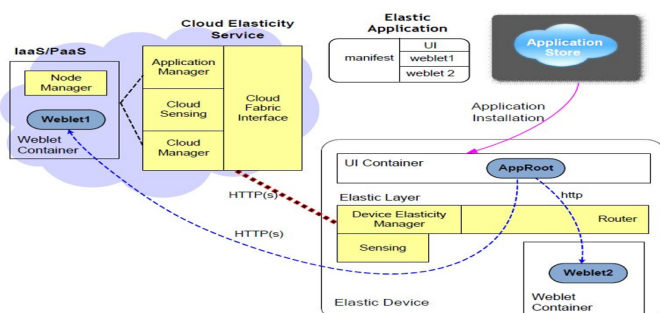 Cloud Elasticity
Service
IaaS/PaaS
Node
Manager
Weblet1
Weblet
Container
Application
Manager
Cloud
Sensing
Cloud
Manager
Cloud
Fabric
Interface
Elastic
Application
manifest
UI
weblet1
weblet 2
Application
Store
Application
Installation
UI Container
AppRoot
HTTP(s)
HTTP(s)
Elastic Layer
http
Device Elasticity
Manager
Router
Sensing
Weblet2
Elastic Device
Weblet
Container